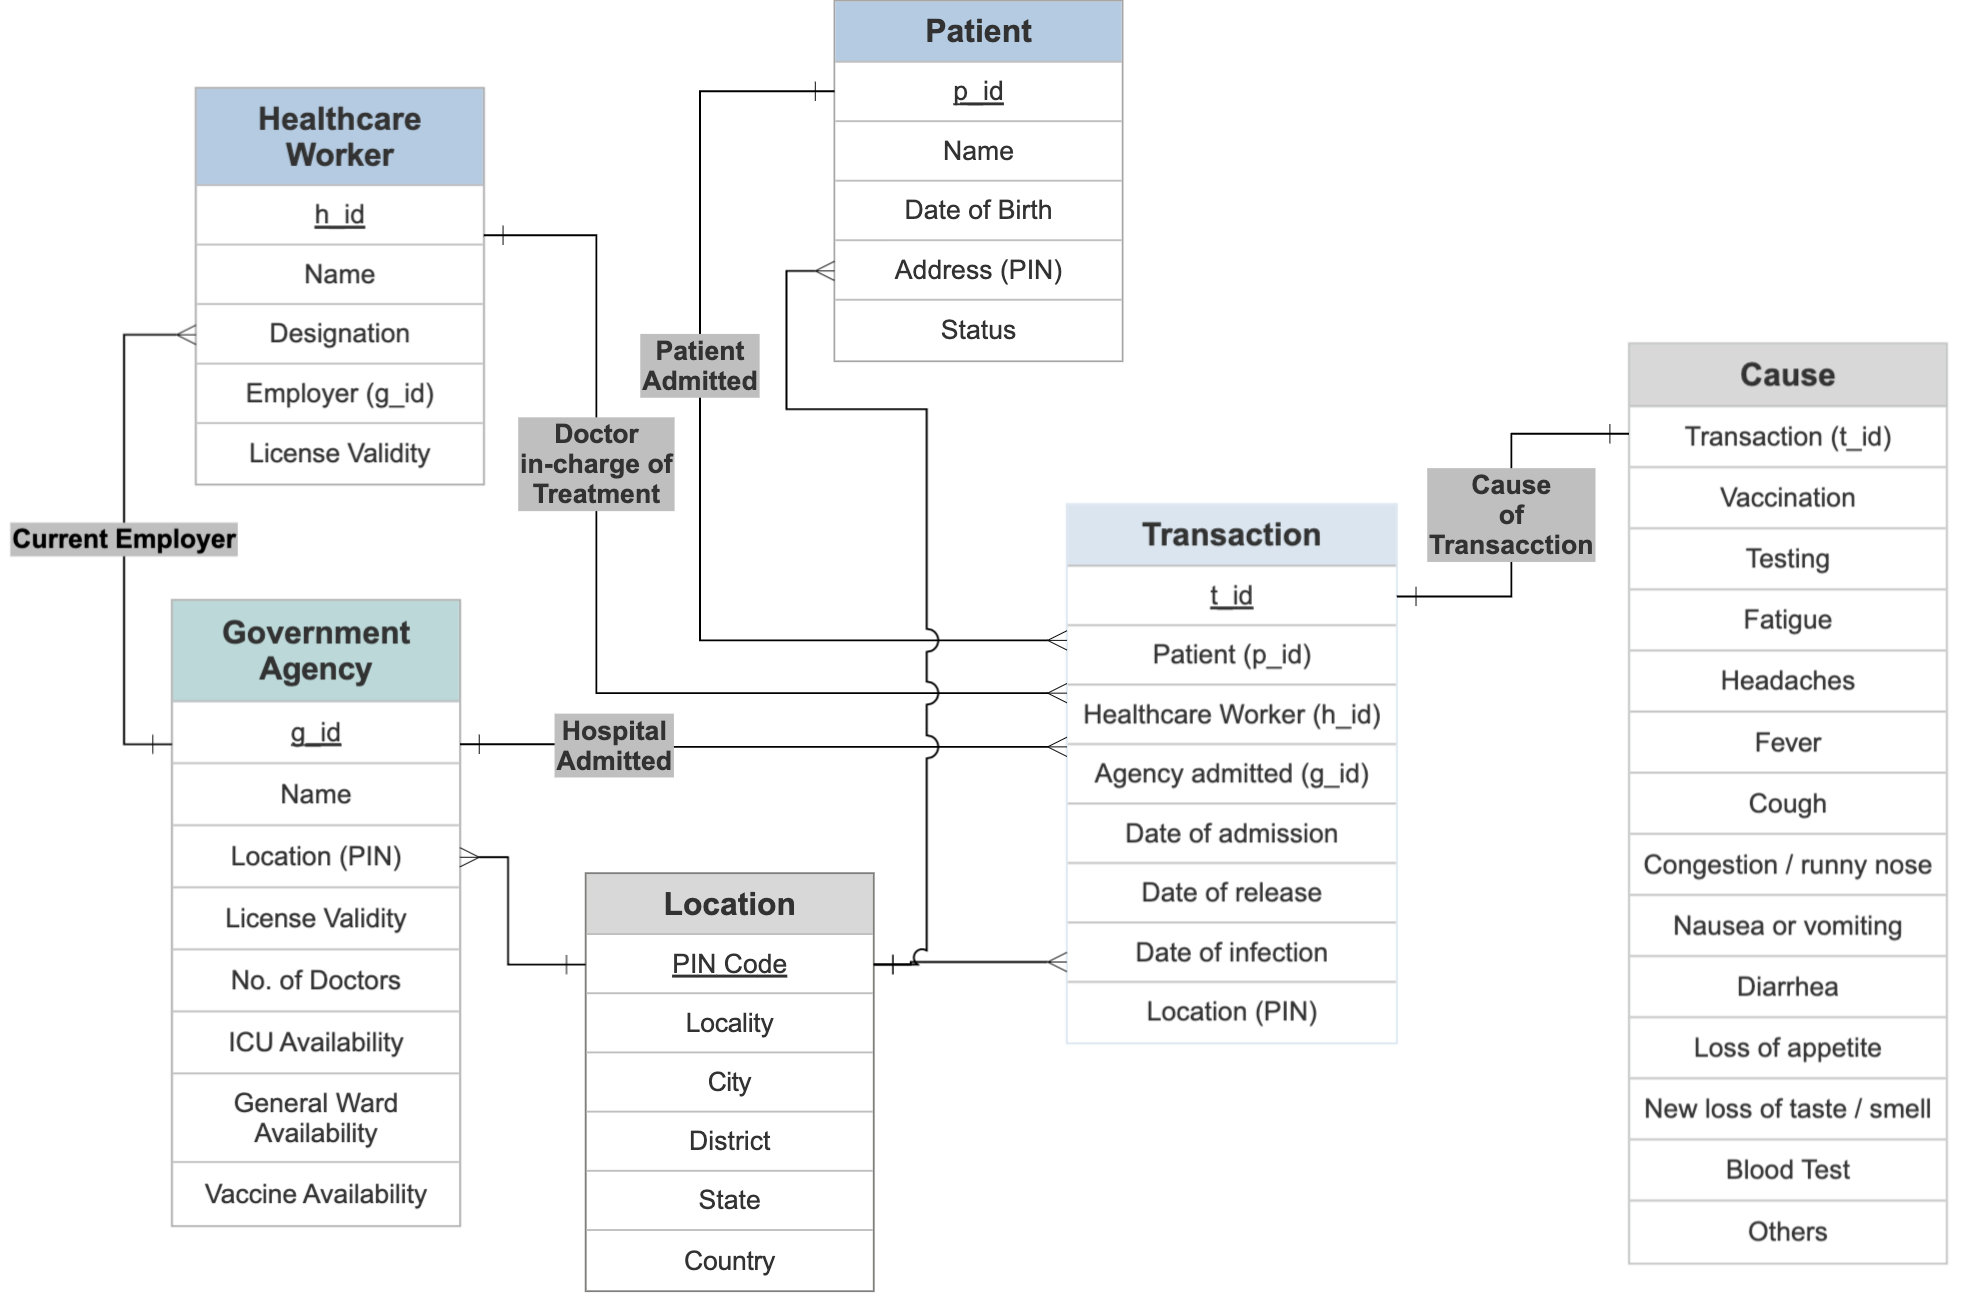 Patient
p_id
Name
Date of Birth
Address (PIN)
Status
Healthcare
Worker
h_id
Name
Designation
Employer (g_id)
License Validity
Patient
Admitted
Doctor
in-charge of
Treatment
Current Employer
Government
Agency
g_id
Name
Location (PIN)
License Validity
No. of Doctors
ICU Availability
General Ward
Availability
Vaccine Availability
Hospital
Admitted
Location
PIN Code
Locality
City
District
State
Country
Transaction
t_id
Patient (p_id)
Healthcare Worker (h_id)
Agency admitted (g_id)
Date of admission
Date of release
Date of infection
Location (PIN)
Cause
of
Transacction
Cause
Transaction (t_id)
Vaccination
Testing
Fatigue
Headaches
Fever
Cough
Congestion / runny nose
Nausea or vomiting
Diarrhea
Loss of appetite
New loss of taste / smell
Blood Test
Others